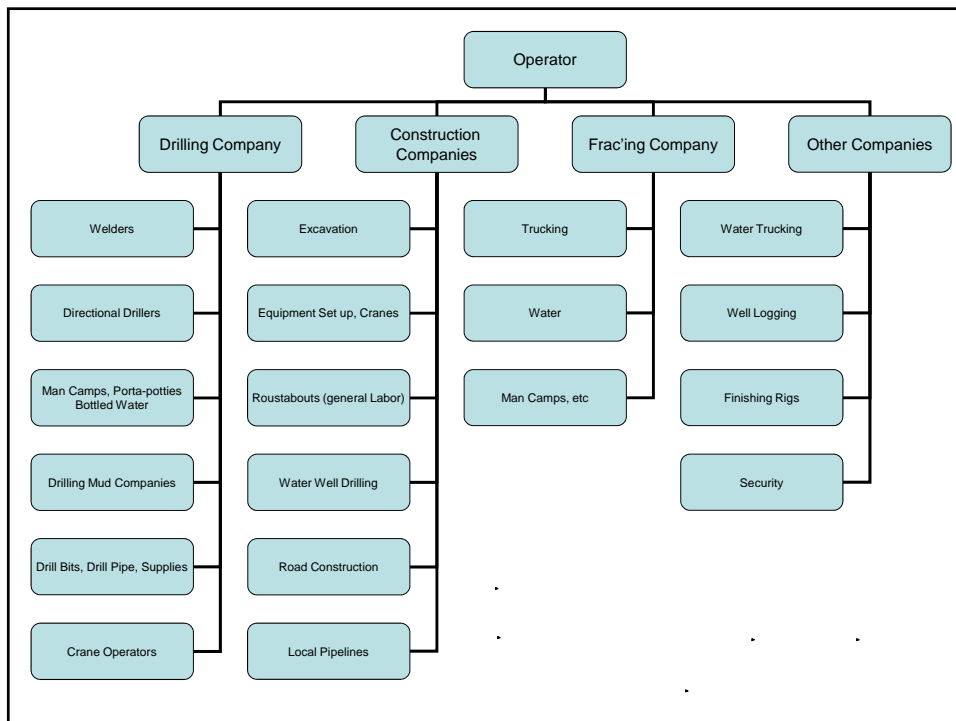 Operator
Drilling Company
Construction
Companies
Frac'ing Company
Other Companies
Welders
Excavation
Trucking
Water Trucking
Directional Drillers
Equipment Set up, Cranes
Water
Well Logging
Man Camps, Porta-potties
Bottled Water
Roustabouts (general Labor)
Man Camps, etc
Finishing Rigs
Drilling Mud Companies
Water Well Drilling
Security
Drill Bits, Drill Pipe, Supplies
Road Construction
Crane Operators
Local Pipelines